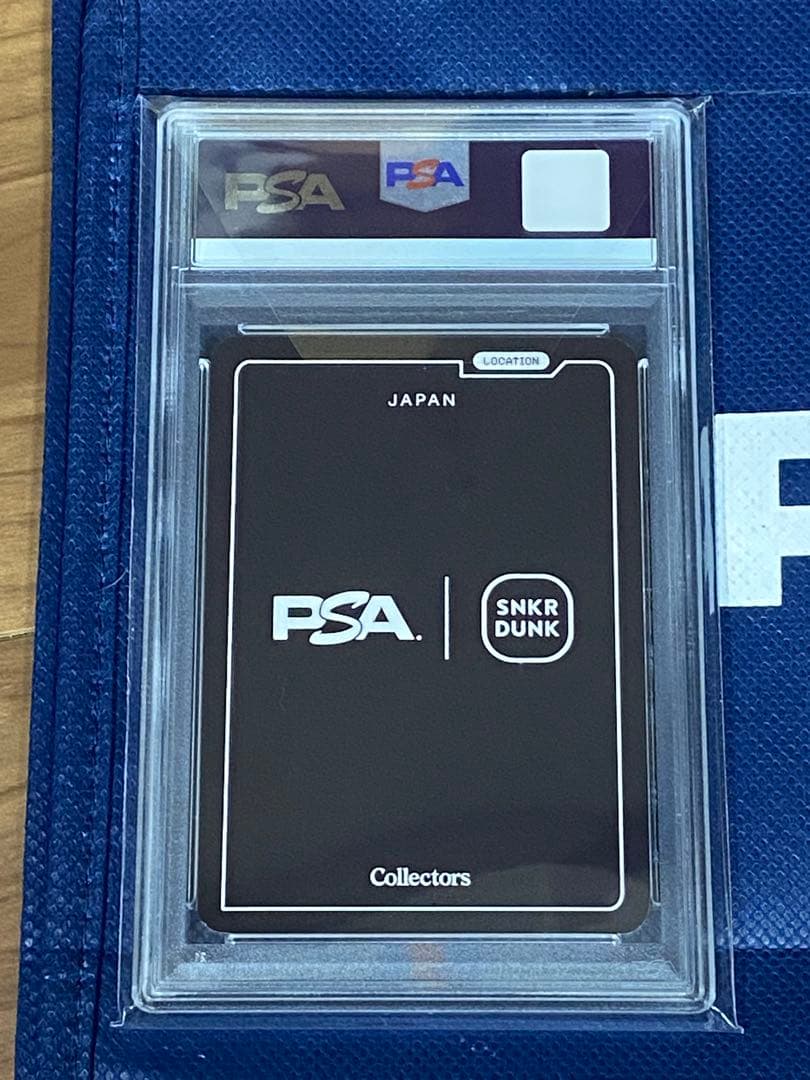 PSA
PSA
LOCATION
JAPAN
PSA.
SNKR
DUNK
Collectors
P